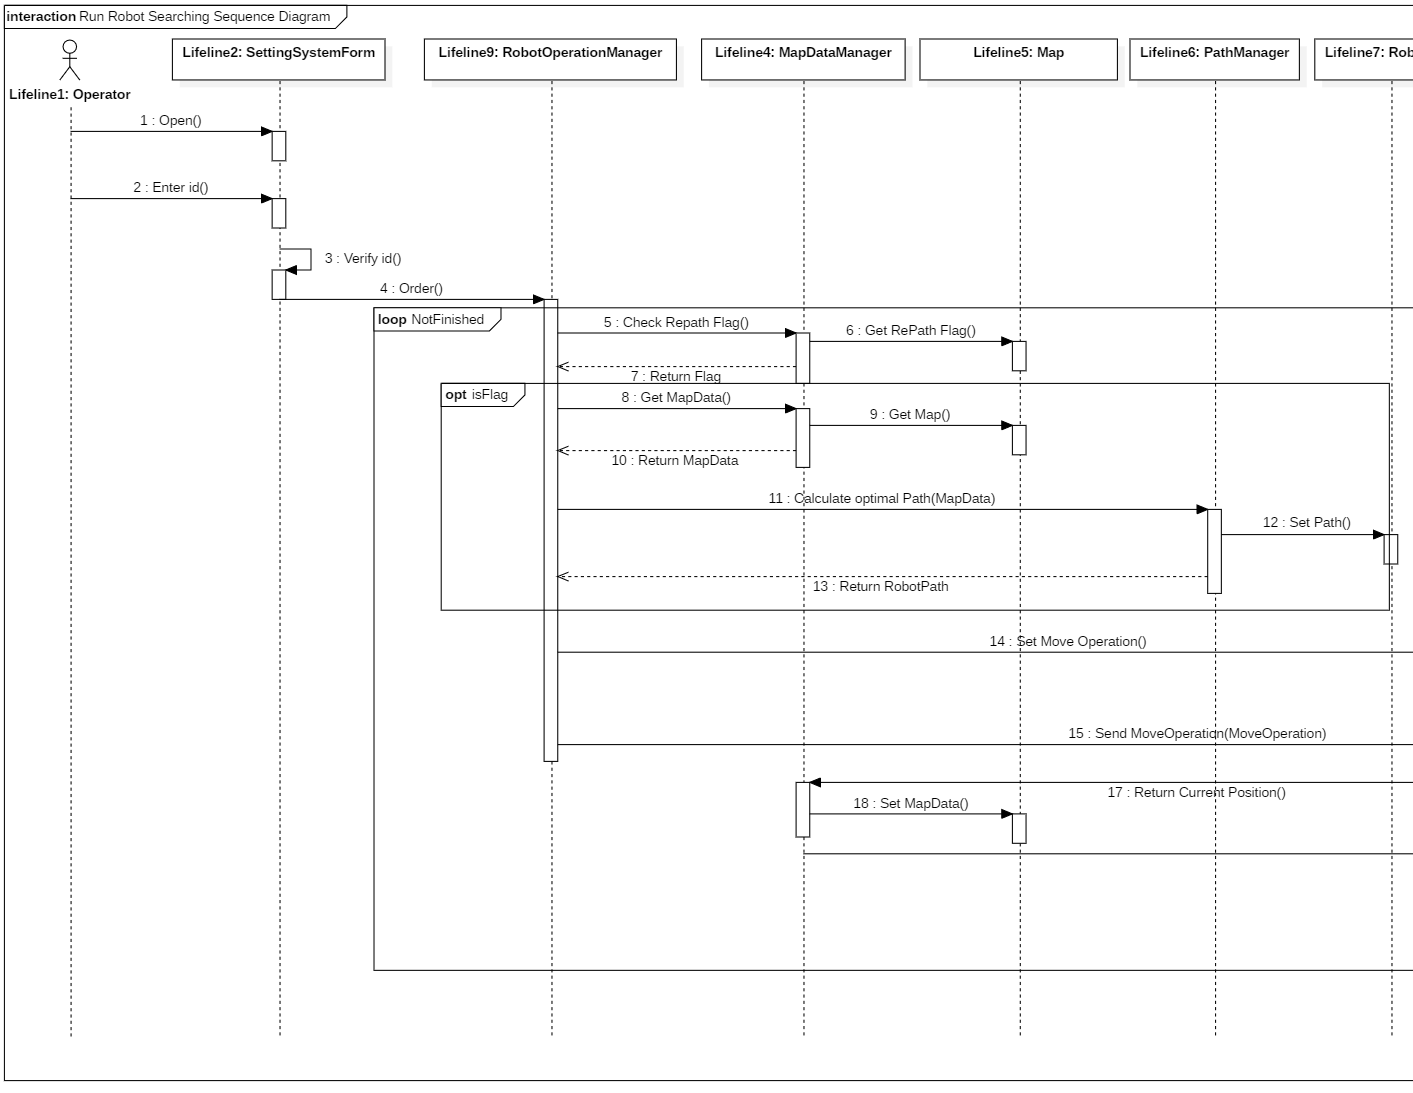 interaction Run Robot Searching Sequence Diagram
Lifeline1: Operator
Lifeline2: SettingSystemForm
Lifeline9: RobotOperationManager
Lifeline4: MapDataManager
Lifeline5: Map
Lifeline6: PathManager
Lifeline7: Rob
1 : Open()
2 : Enter id()
3 : Verify id()
4 : Order()
loop NotFinished
5 : Check Repath Flag()
6 : Get RePath Flag()
7 : Return Flag
opt isFlag
8 : Get MapData()
9 : Get Map()
10 : Return MapData
11 : Calculate optimal Path(MapData)
12 : Set Path()
13 : Return RobotPath
14 : Set Move Operation()
15 : Send MoveOperation(MoveOperation)
17 : Return Current Position()
18 : Set MapData()